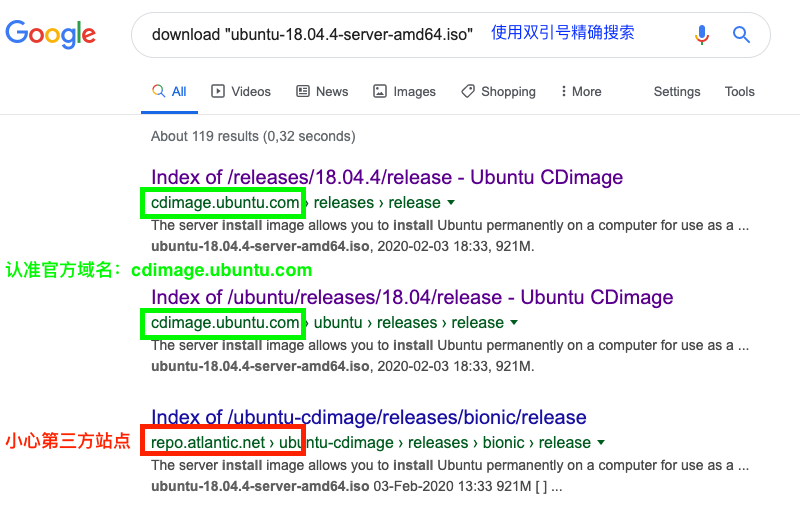 Google
download "ubuntu-18.04.4-server-amd64.iso" 使用双引号精确搜索
All Videos News Images Shopping More Settings Tools
About 119 results (0,32 seconds)
Index of /releases/18.04.4/release - Ubuntu CDimage
cdimage.ubuntu.com › releases › release
The server install image allows you to install Ubuntu permanently on a computer for use as a ...
ubuntu-18.04.4-server-amd64.iso, 2020-02-03 18:33, 921M.
认准官方域名：cdimage.ubuntu.com
Index of /ubuntu/releases/18.04/release - Ubuntu CDimage
cdimage.ubuntu.com › ubuntu › releases › release
The server install image allows you to install Ubuntu permanently on a computer for use as a ...
ubuntu-18.04.4-server-amd64.iso, 2020-02-03 18:33, 921M.
Index of /ubuntu-cdimage/releases/bionic/release
小心第三方站点 repo.atlantic.net › ubuntu-cdimage › releases › bionic › release
The server install image allows you to install Ubuntu permanently on a computer for use as a ...
ubuntu-18.04.4-server-amd64.iso 03-Feb-2020 13:33 921M [ ] ...